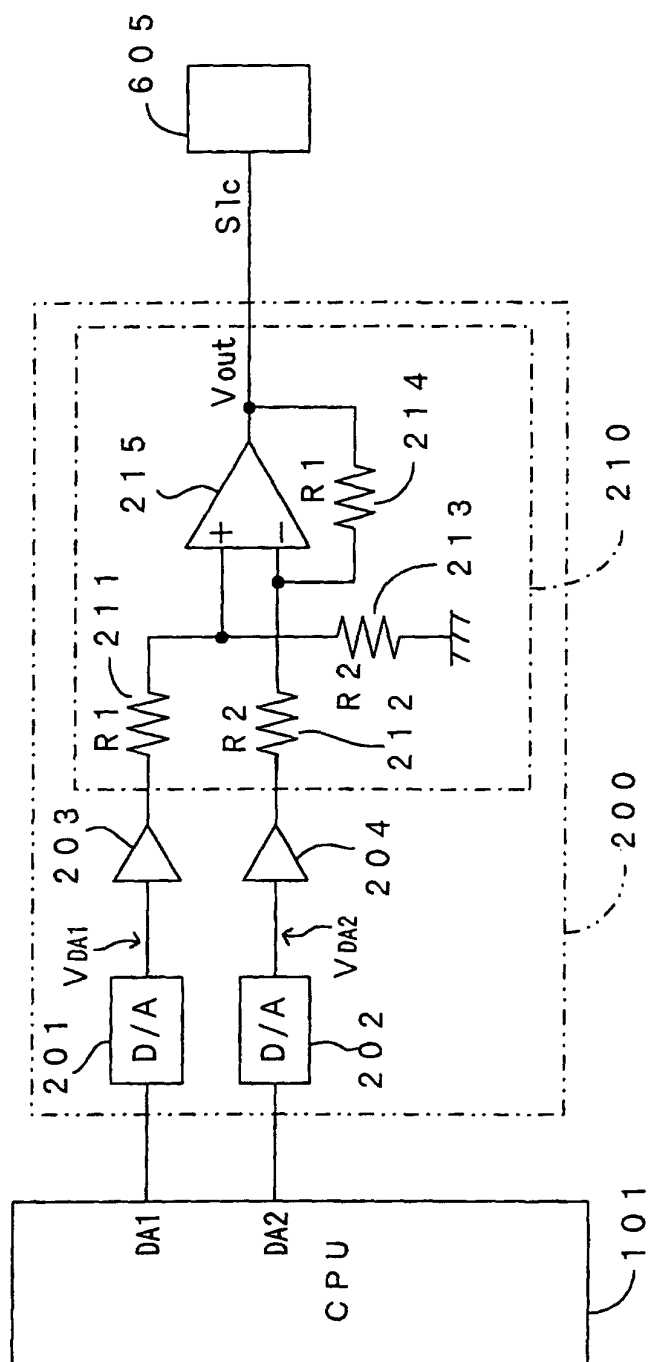 CPU
101
DA1
DA2
201
D/A
D/A
202
VDA1
VDA2
203
204
R1
211
R2
212
R2
213
215
+
−
R1
214
Vout
210
200
Slc
605